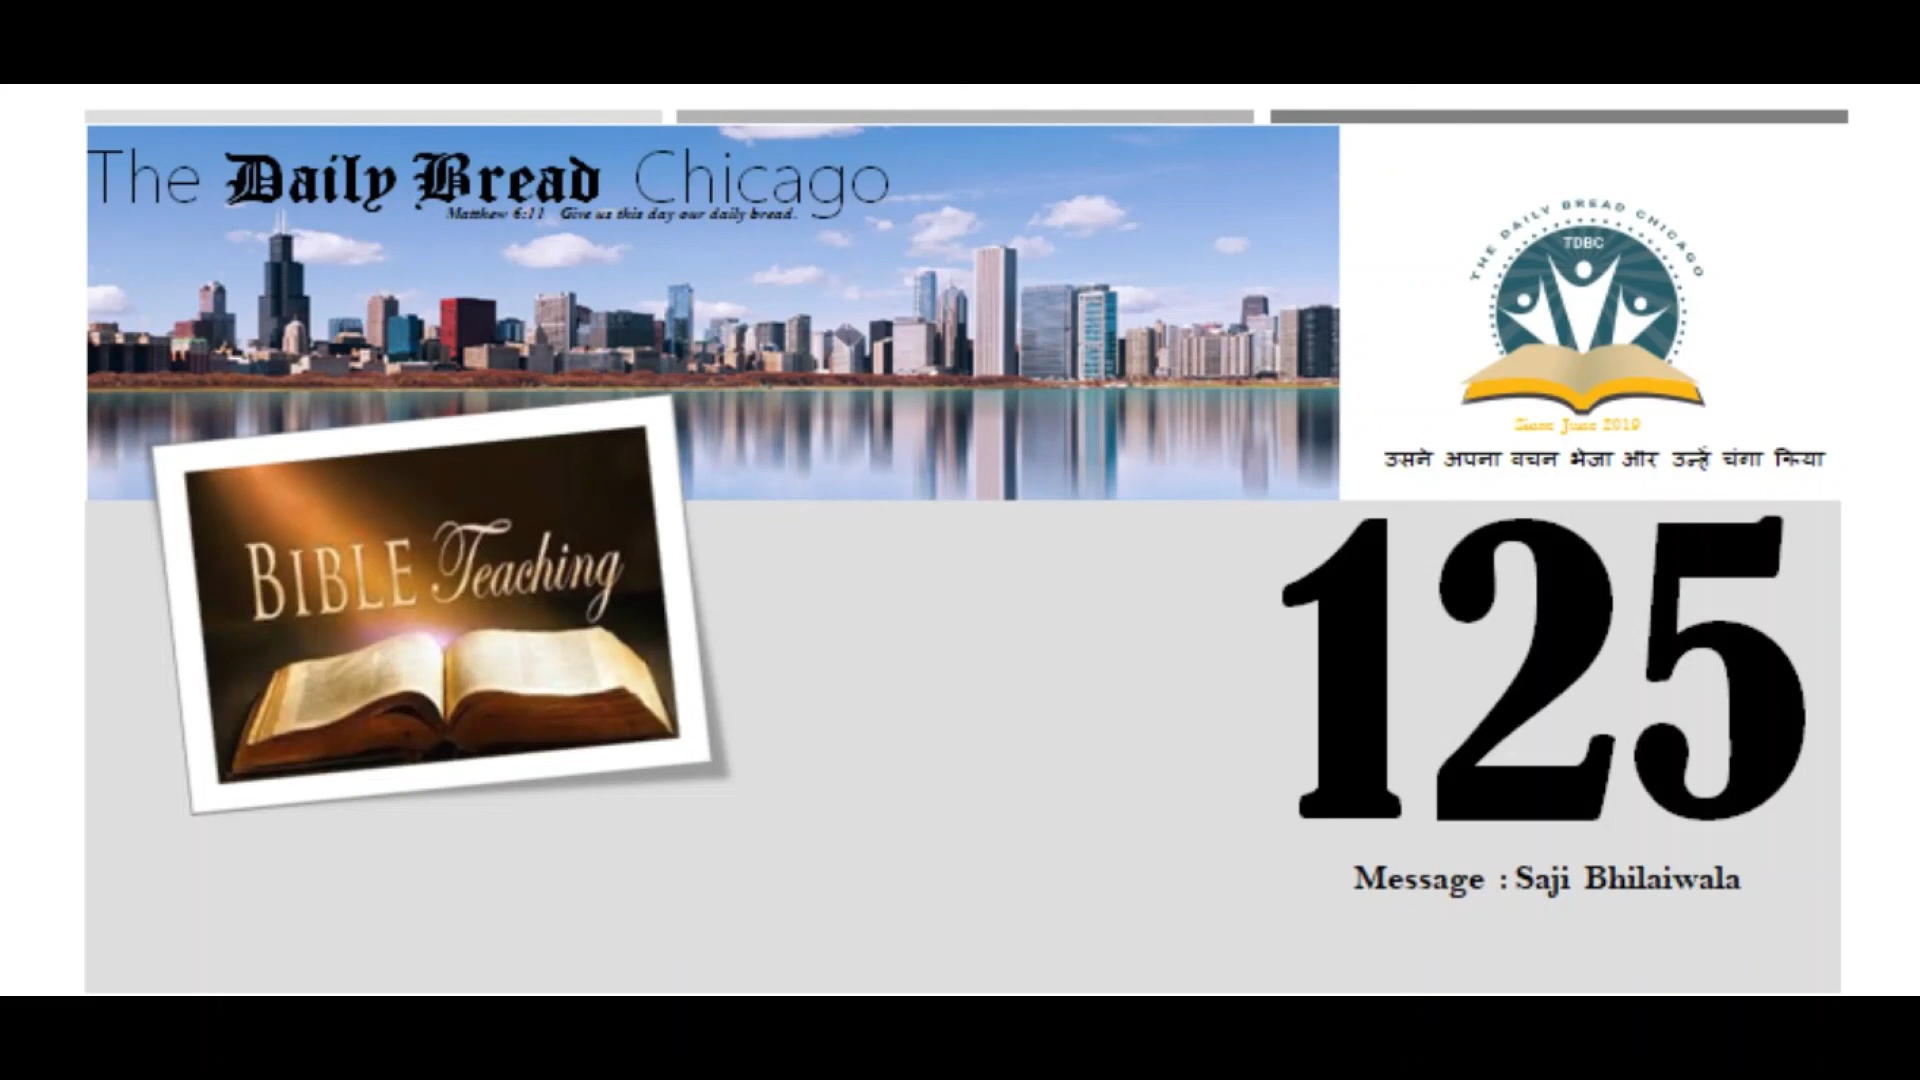 The Daily Bread Chicago
Matthew 6:11 Give us this day our daily bread.
THE DAILY BREAD CHICAGO
TDBC
Since June 2019
उसने अपना वचन भेजा और उन्हें चंगा किया
BIBLE Teaching
125
Message : Saji Bhilaiwala